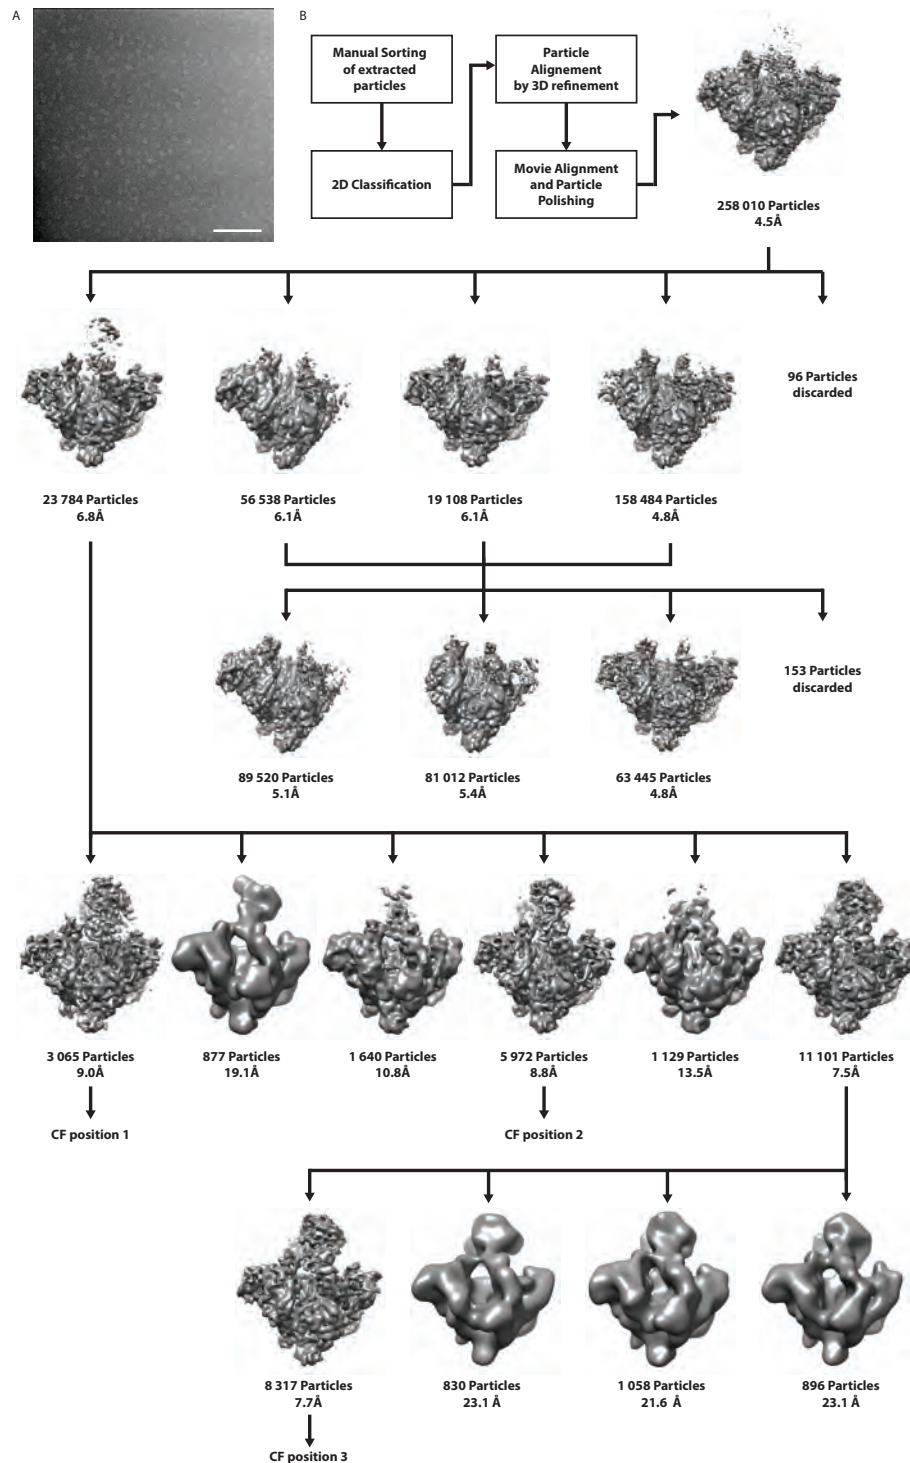 A
B
Manual Sorting
of extracted
particles
2D Classification
Particle
Alignement
by 3D refinement
Movie Alignment
and Particle
Polishing
258 010 Particles
4.5Å
23 784 Particles
6.8Å
56 538 Particles
6.1Å
19 108 Particles
6.1Å
158 484 Particles
4.8Å
96 Particles
discarded
89 520 Particles
5.1Å
81 012 Particles
5.4Å
63 445 Particles
4.8Å
153 Particles
discarded
3 065 Particles
9.0Å
877 Particles
19.1Å
1 640 Particles
10.8Å
5 972 Particles
8.8Å
1 129 Particles
13.5Å
11 101 Particles
7.5Å
CF position 1
CF position 2
8 317 Particles
7.7Å
830 Particles
23.1 Å
1 058 Particles
21.6 Å
896 Particles
23.1Å
CF position 3